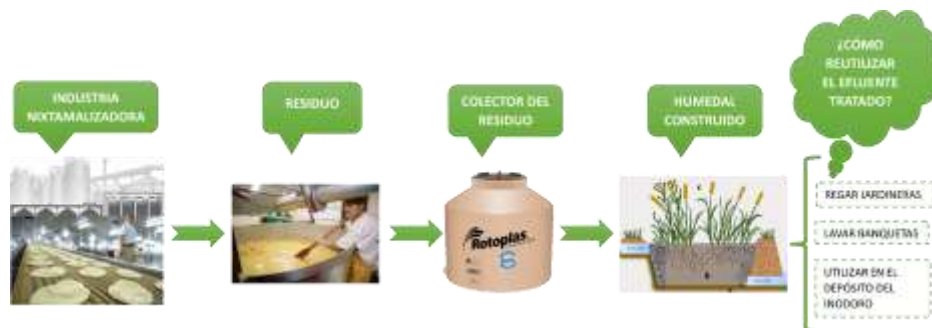 INDUSTRIA
NIXTAMALIZADORA
RESIDUO
COLECTOR DEL
RESIDUO
HUMEDAL
CONSTRUIDO
¿CÓMO
REUTILIZAR
EL EFLUENTE
TRATADO?
Rotoplas
REGAR JARDINERAS
LAVAR BANQUETAS
UTILIZAR EN EL
DEPÓSITO DEL
INODORO